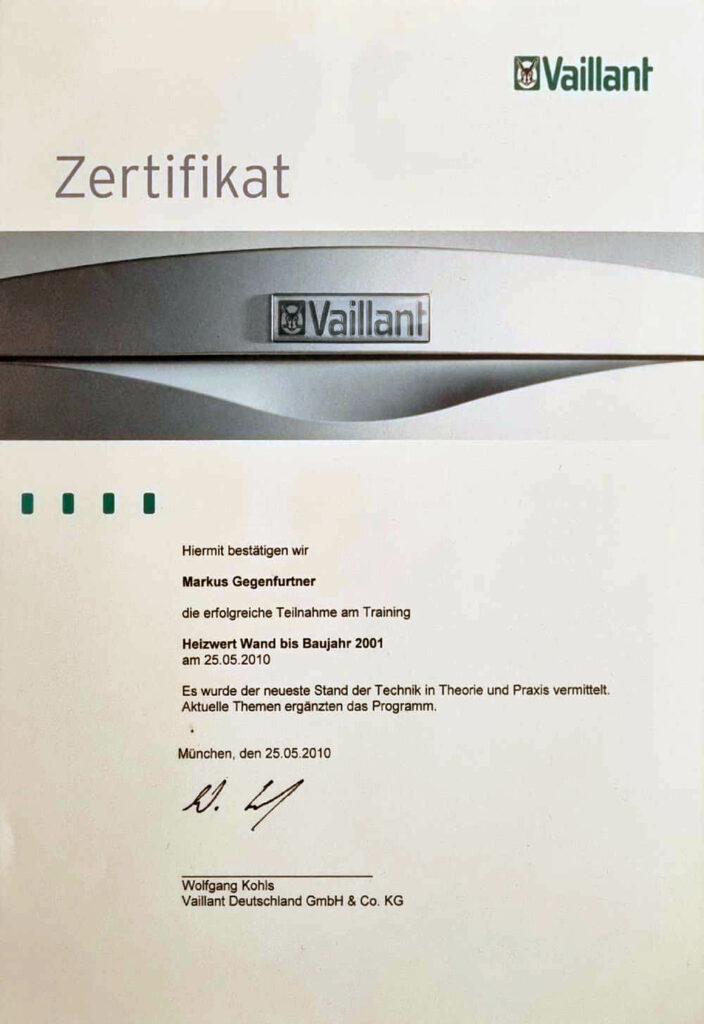 Vaillant
Zertifikat
Vaillant
Hiermit bestätigen wir
Markus Gegenfurtner
die erfolgreiche Teilnahme am Training
Heizwert Wand bis Baujahr 2001
am 25.05.2010
Es wurde der neueste Stand der Technik in Theorie und Praxis vermittelt.
Aktuelle Themen ergänzten das Programm.
München, den 25.05.2010
Wolfgang Kohls
Vaillant Deutschland GmbH & Co. KG